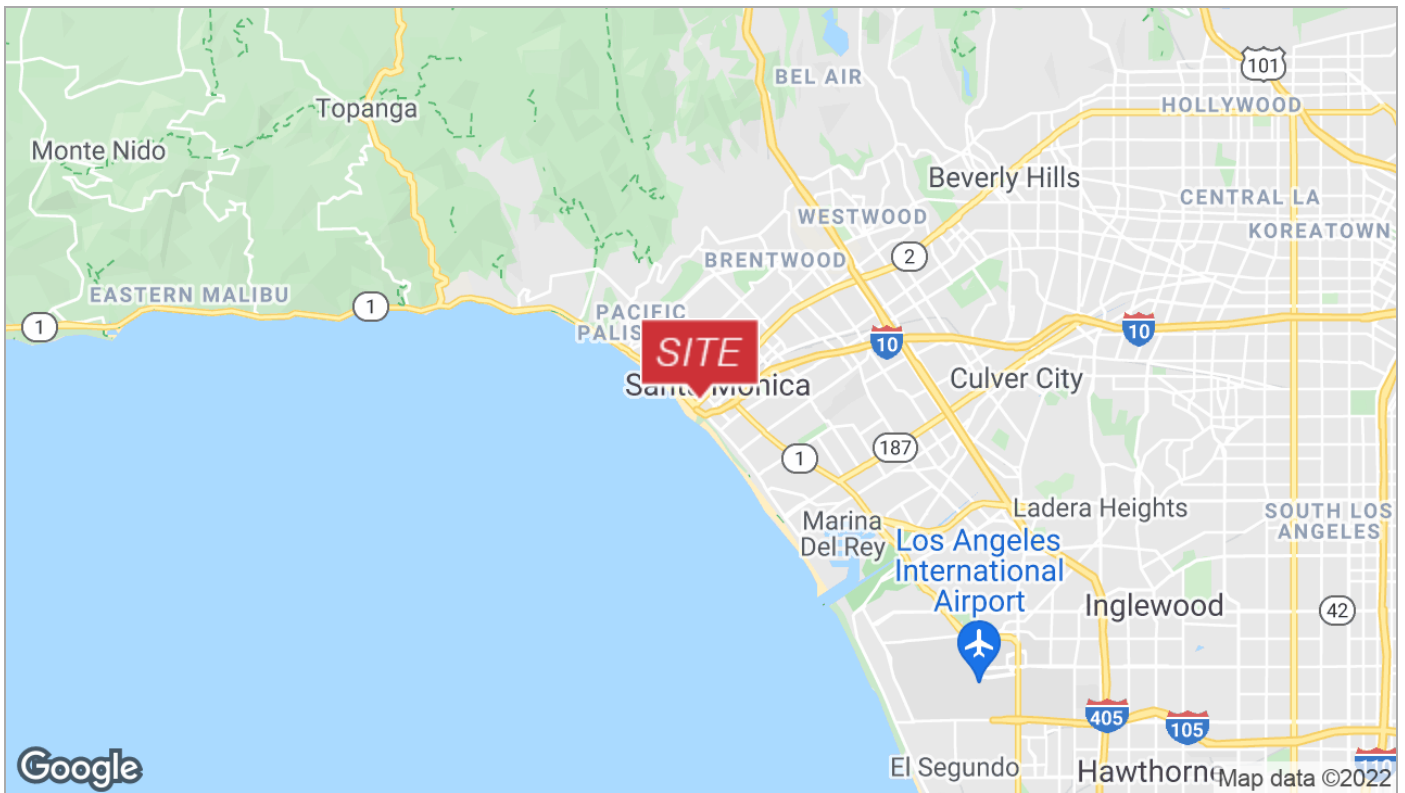 101
BEL AIR
HOLLYWOOD
Topanga
Monte Nido
Beverly Hills
CENTRAL LA
WESTWOOD
KOREATOWN
BRENTWOOD
2
EASTERN MALIBU
1
1
PACIFIC
PALIS
SITE
10
10
Santa Monica
Culver City
187
1
Ladera Heights
Marina
Del Rey
SOUTH LOS
ANGELES
Los Angeles
International
Airport
Inglewood
42
405
105
110
El Segundo
Hawthorne
Google
Map data ©2022